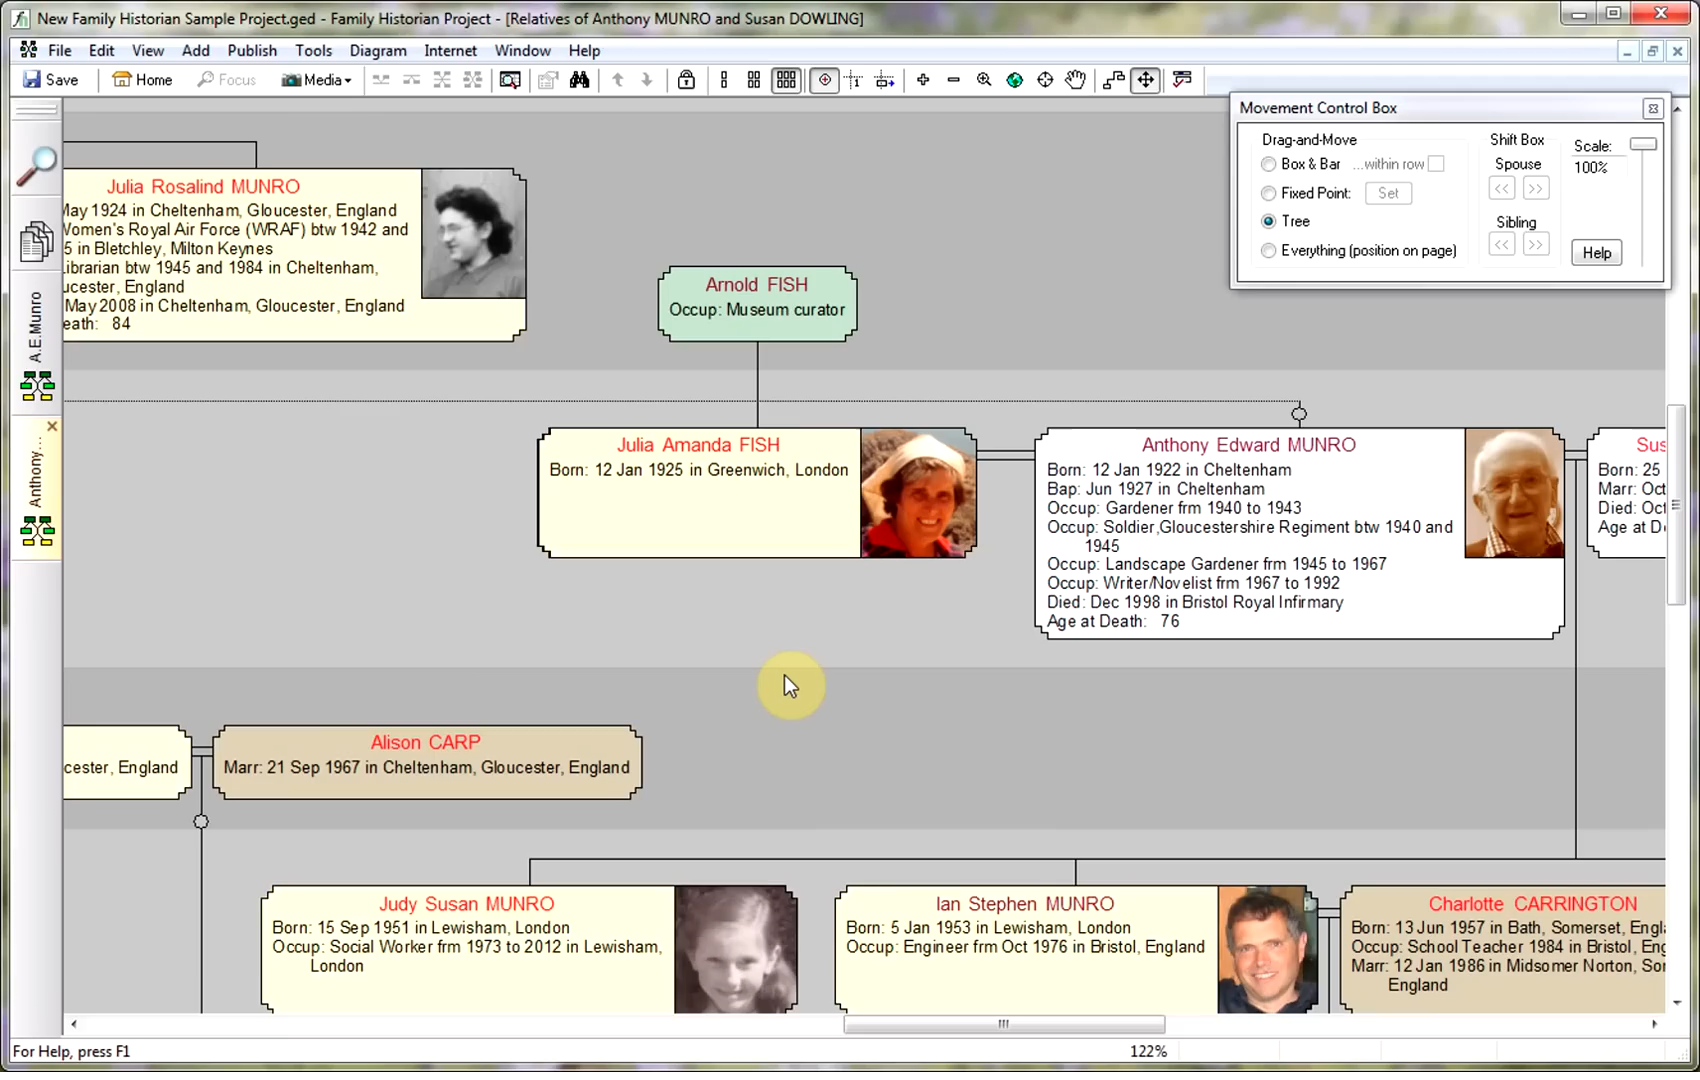 New Family Historian Sample Project.ged - Family Historian Project - [Relatives of Anthony MUNRO and Susan DOWLING]
File Edit View Publish Add Tools Diagram Internet Window Help
Save Home Focus Media
Movement Control Box
Drag-and-Move
Box & Bar ...within row
Fixed Point: Set
Tree
Everything (position on page)
Shift Box
Spouse
<< >>
Sibling
<< >>
Scale:
100%
Help
A.E.Munro
Anthony...
Julia Rosalind MUNRO
May 1924 in Cheltenham, Gloucester, England
Women's Royal Air Force (WRAF) btw 1942 and
5 in Bletchley, Milton Keynes
ibrarian btw 1945 and 1984 in Cheltenham,
ucester, England
May 2008 in Cheltenham, Gloucester, England
eath: 84
Arnold FISH
Occup: Museum curator
Julia Amanda FISH
Born: 12 Jan 1925 in Greenwich, London
Anthony Edward MUNRO
Born: 12 Jan 1922 in Cheltenham
Bap: Jun 1927 in Cheltenham
Occup: Gardener frm 1940 to 1943
Occup: Soldier,Gloucestershire Regiment btw 1940 and
1945
Occup: Landscape Gardener frm 1945 to 1967
Occup: Writer/Novelist frm 1967 to 1992
Died: Dec 1998 in Bristol Royal Infirmary
Age at Death: 76
Sus
Born: 25
Marr: Oct
Died: Oct
Age at D
cester, England
Alison CARP
Marr: 21 Sep 1967 in Cheltenham, Gloucester, England
Judy Susan MUNRO
Born: 15 Sep 1951 in Lewisham, London
Occup: Social Worker frm 1973 to 2012 in Lewisham,
London
Ian Stephen MUNRO
Born: 5 Jan 1953 in Lewisham, London
Occup: Engineer frm Oct 1976 in Bristol, England
Charlotte CARRINGTON
Born: 13 Jun 1957 in Bath, Somerset, Engla
Occup: School Teacher 1984 in Bristol, Eng
Marr: 12 Jan 1986 in Midsomer Norton, Sor
England
For Help, press F1
122%